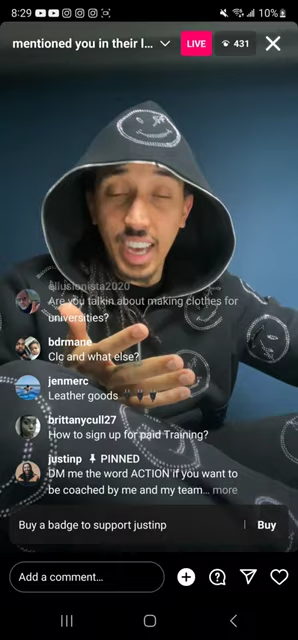 8:29
10%
mentioned you in their l...
LIVE
431
illusionista2020
Are you talkin about making clothes for
universities?
bdrmane
Clc and what else?
jenmerc
Leather goods
brittanycull27
How to sign up for paid Training?
justinp PINNED
DM me the word ACTION if you want
to be coached by me and my team... more
Buy a badge to support justinp
Buy
Add a comment...